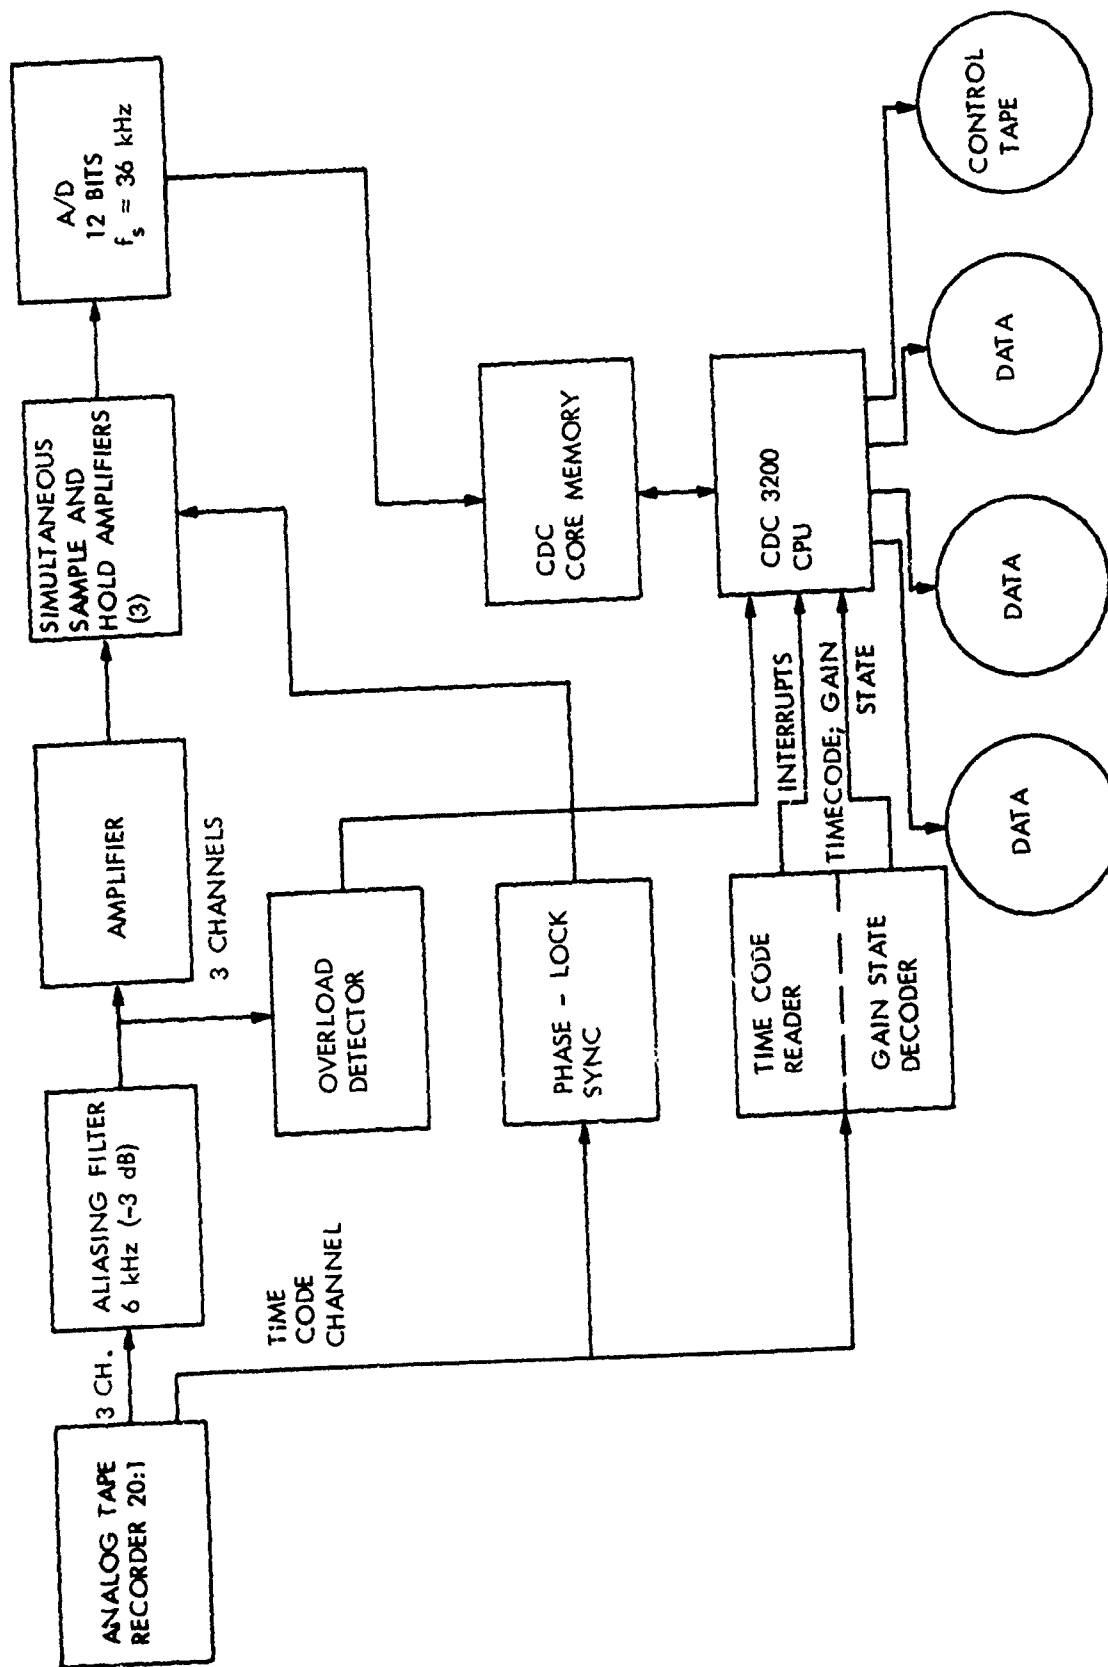 ANALOG TAPE
RECORDER 20:1
3 CH.
ALIASING FILTER
6 kHz (-3 dB)
AMPLIFIER
3 CHANNELS
SIMULTANEOUS
SAMPLE AND
HOLD AMPLIFIERS
(3)
A/D
12 BITS
fs = 36 kHz
TIME
CODE
CHANNEL
OVERLOAD
DETECTOR
PHASE - LOCK
SYNC
CDC
CORE MEMORY
TIME CODE
READER
GAIN STATE
DECODER
INTERRUPTS
TIMECODE; GAIN
STATE
CDC 3200
CPU
DATA
DATA
DATA
CONTROL
TAPE